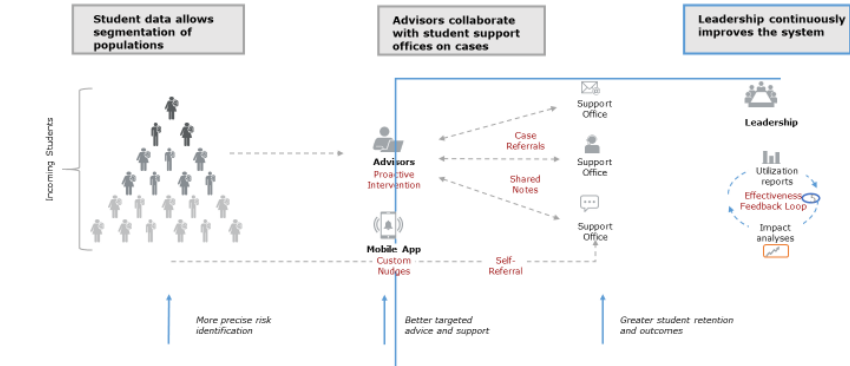 Student data allows
segmentation of
populations
Advisors collaborate
with student support
offices on cases
Leadership continuously
improves the system
Incoming Students
Advisors
Proactive
Intervention
Mobile App
Custom
Nudges
Case
Referrals
Shared
Notes
Self-
Referral
Support
Office
Support
Office
Support
Office
Leadership
Utilization
reports
Effectiveness
Feedback Loop
Impact
analyses
More precise risk
identification
Better targeted
advice and support
Greater student retention
and outcomes